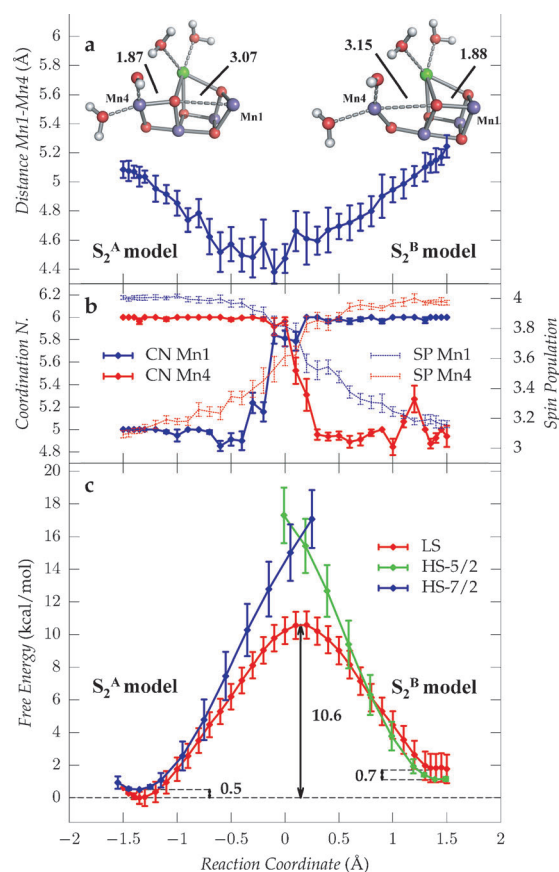 a
1.87
3.07
3.15
1.88
Mn4
Mn1
Mn4
Mn1
Distance Mn1-Mn4 (Å)
5.8
5.6
5.4
5.2
5
4.8
4.6
4.4
S₂ᴬ model
S₂ᴮ model
b
Coordination N.
6.2
6
5.8
5.6
5.4
5.2
5
4.8
CN Mn1
CN Mn4
SP Mn1
SP Mn4
4
3.8
3.6
3.4
3.2
3
Spin Population
c
Free Energy (kcal/mol)
20
18
16
14
12
10
8
6
4
2
0
LS
HS-5/2
HS-7/2
S₂ᴬ model
S₂ᴮ model
10.6
0.5
0.7
−2 −1.5 −1 −0.5 0 0.5 1 1.5 2
Reaction Coordinate (Å)